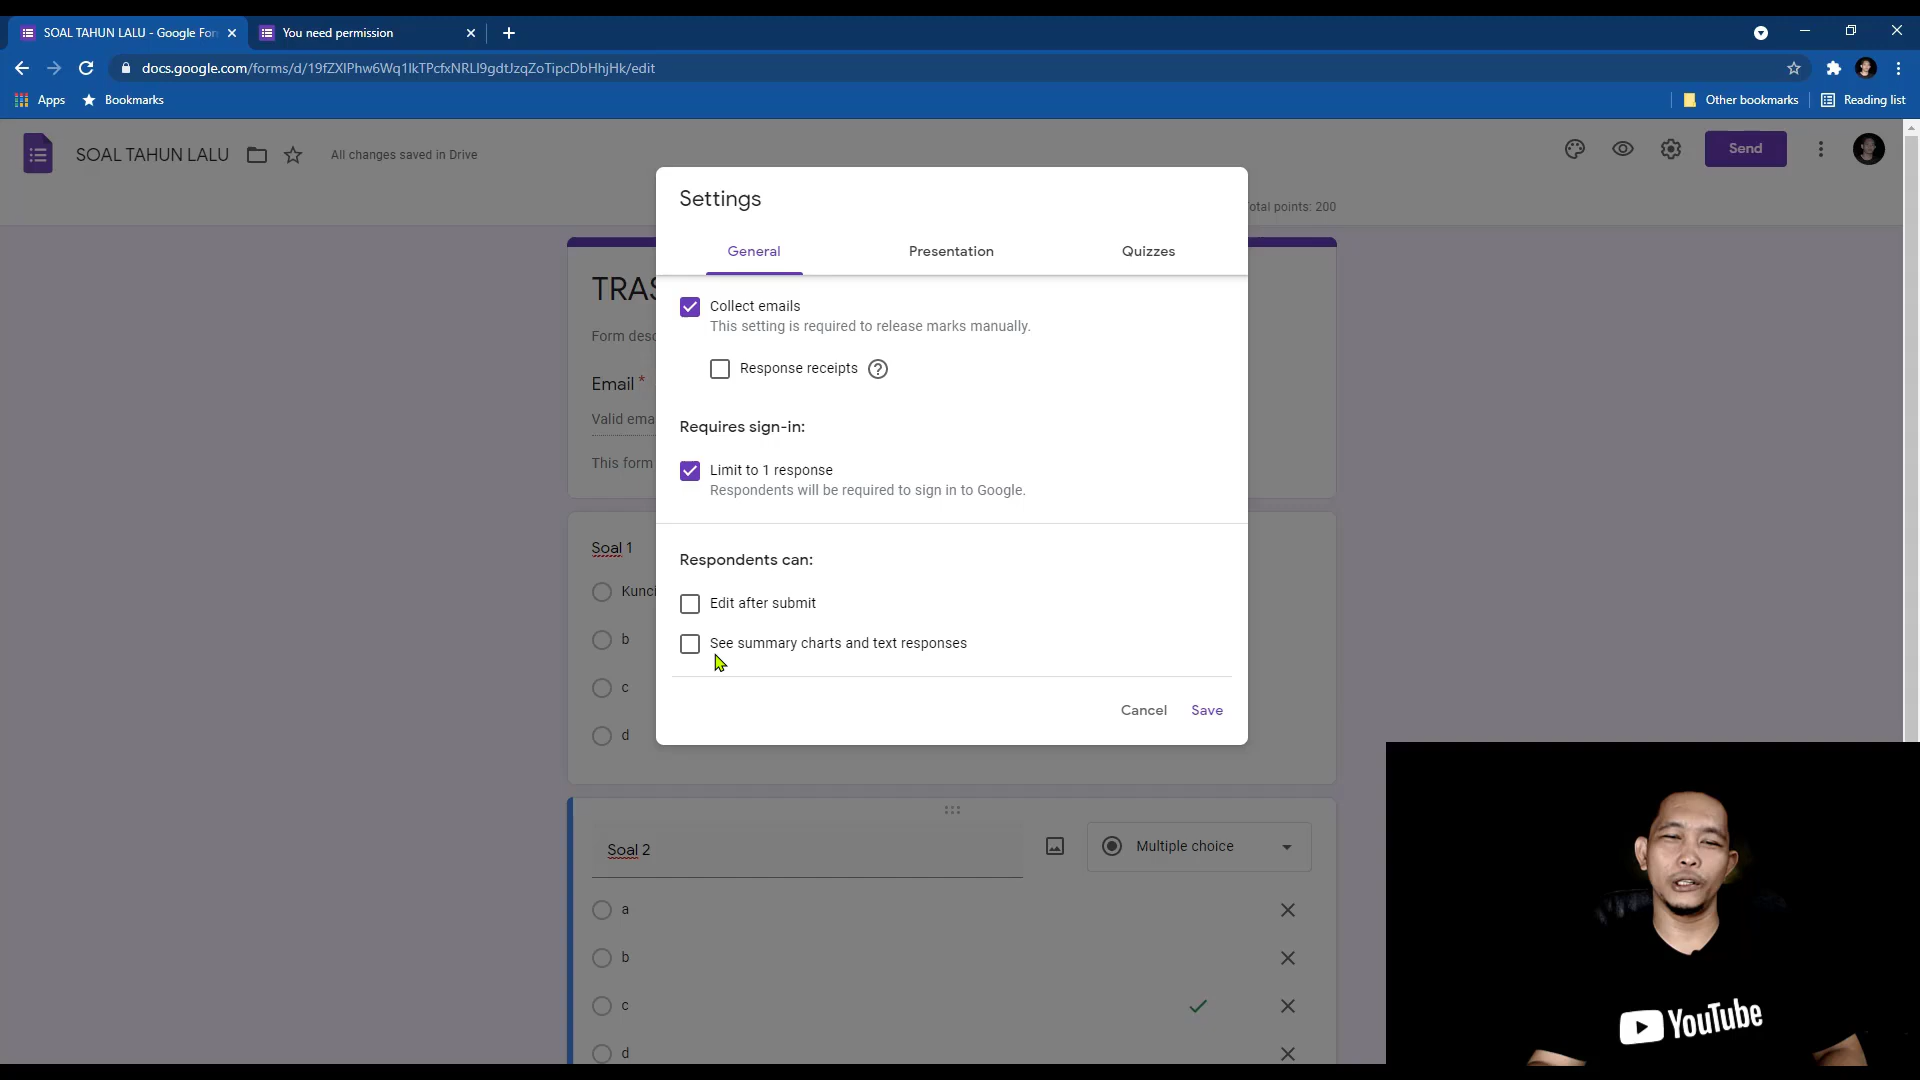 SOAL TAHUN LALU - Google For
You need permission
docs.google.com/forms/d/19fZXlPhw6Wq1lkTPcfxNRLl9gdtJzqZoTipcDbHhjHk/edit
Apps
Bookmarks
Other bookmarks
Reading list
SOAL TAHUN LALU
All changes saved in Drive
Send
Total points: 200
Settings
General
Presentation
Quizzes
TRAS
Form desc
Email *
Valid emai
This form
Collect emails
This setting is required to release marks manually.
Response receipts
Requires sign-in:
Limit to 1 response
Respondents will be required to sign in to Google.
Respondents can:
Edit after submit
See summary charts and text responses
Cancel
Save
Soal 1
Kunci
b
c
d
Soal 2
Multiple choice
a
b
c
d
YouTube